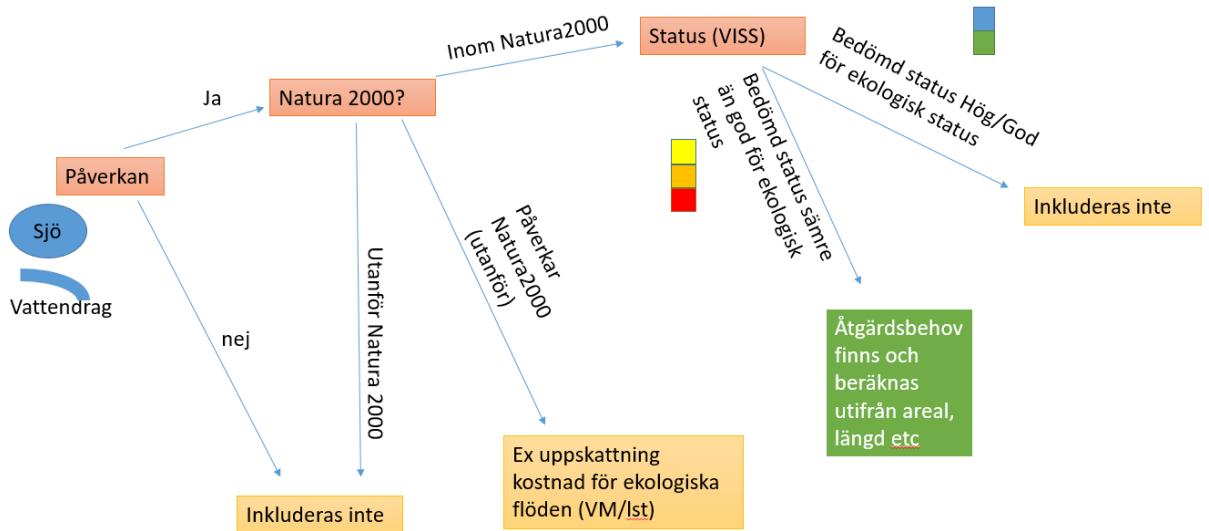 Inom Natura2000
Status (VISS)
Bedömd status Hög/God
för ekologisk status
Ja
Natura 2000?
Bedömd status sämre
än god för ekologisk
status
Påverkan
Inkluderas inte
Sjö
Påverkar
Natura2000
(utanför)
Utanför Natura 2000
Vattendrag
nej
Åtgärdsbehov
finns och
beräknas
utifrån areal,
längd etc
Ex uppskattning
kostnad för ekologiska
flöden (VM/lst)
Inkluderas inte